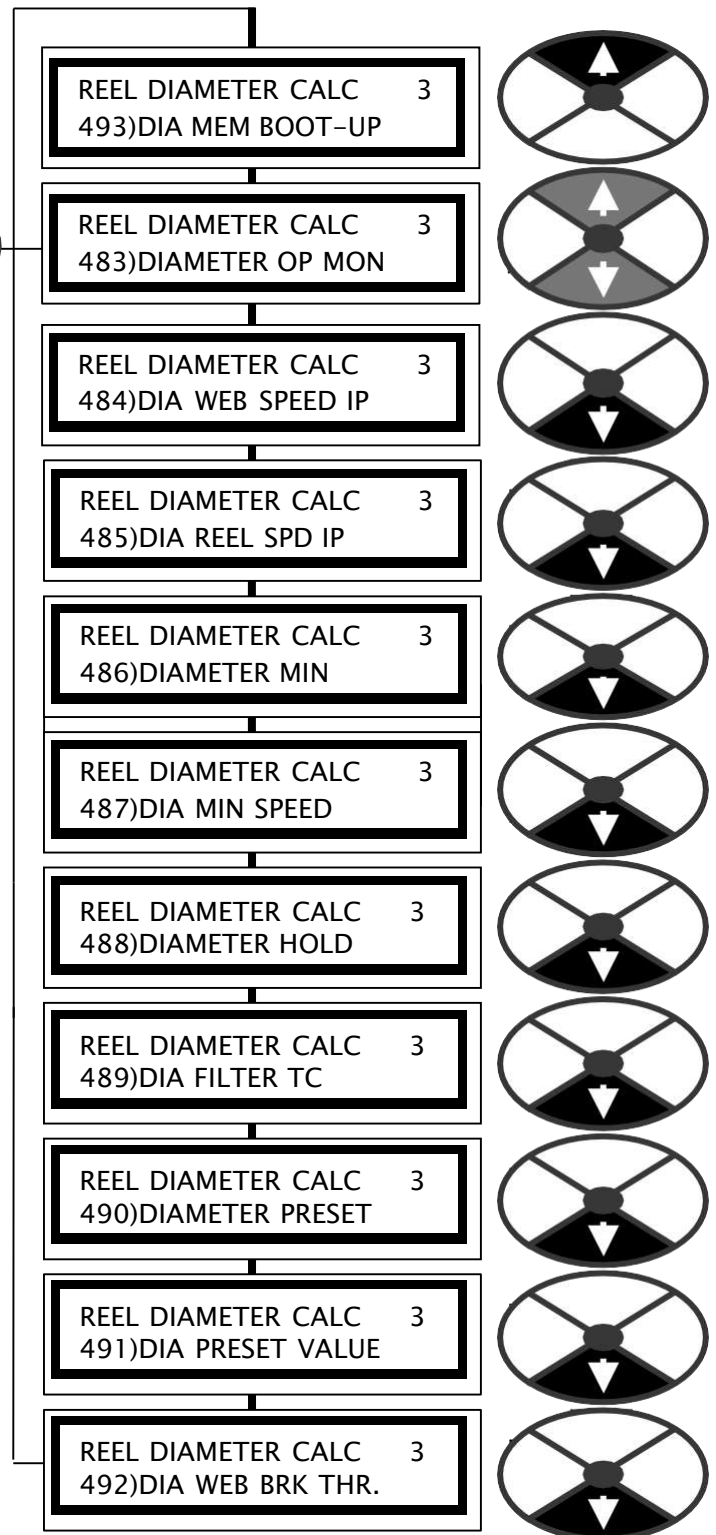 REEL DIAMETER CALC 3
493)DIA MEM BOOT-UP
REEL DIAMETER CALC 3
483)DIAMETER OP MON
REEL DIAMETER CALC 3
484)DIA WEB SPEED IP
REEL DIAMETER CALC 3
485)DIA REEL SPD IP
REEL DIAMETER CALC 3
486)DIAMETER MIN
REEL DIAMETER CALC 3
487)DIA MIN SPEED
REEL DIAMETER CALC 3
488)DIAMETER HOLD
REEL DIAMETER CALC 3
489)DIA FILTER TC
REEL DIAMETER CALC 3
490)DIAMETER PRESET
REEL DIAMETER CALC 3
491)DIA PRESET VALUE
REEL DIAMETER CALC 3
492)DIA WEB BRK THR.